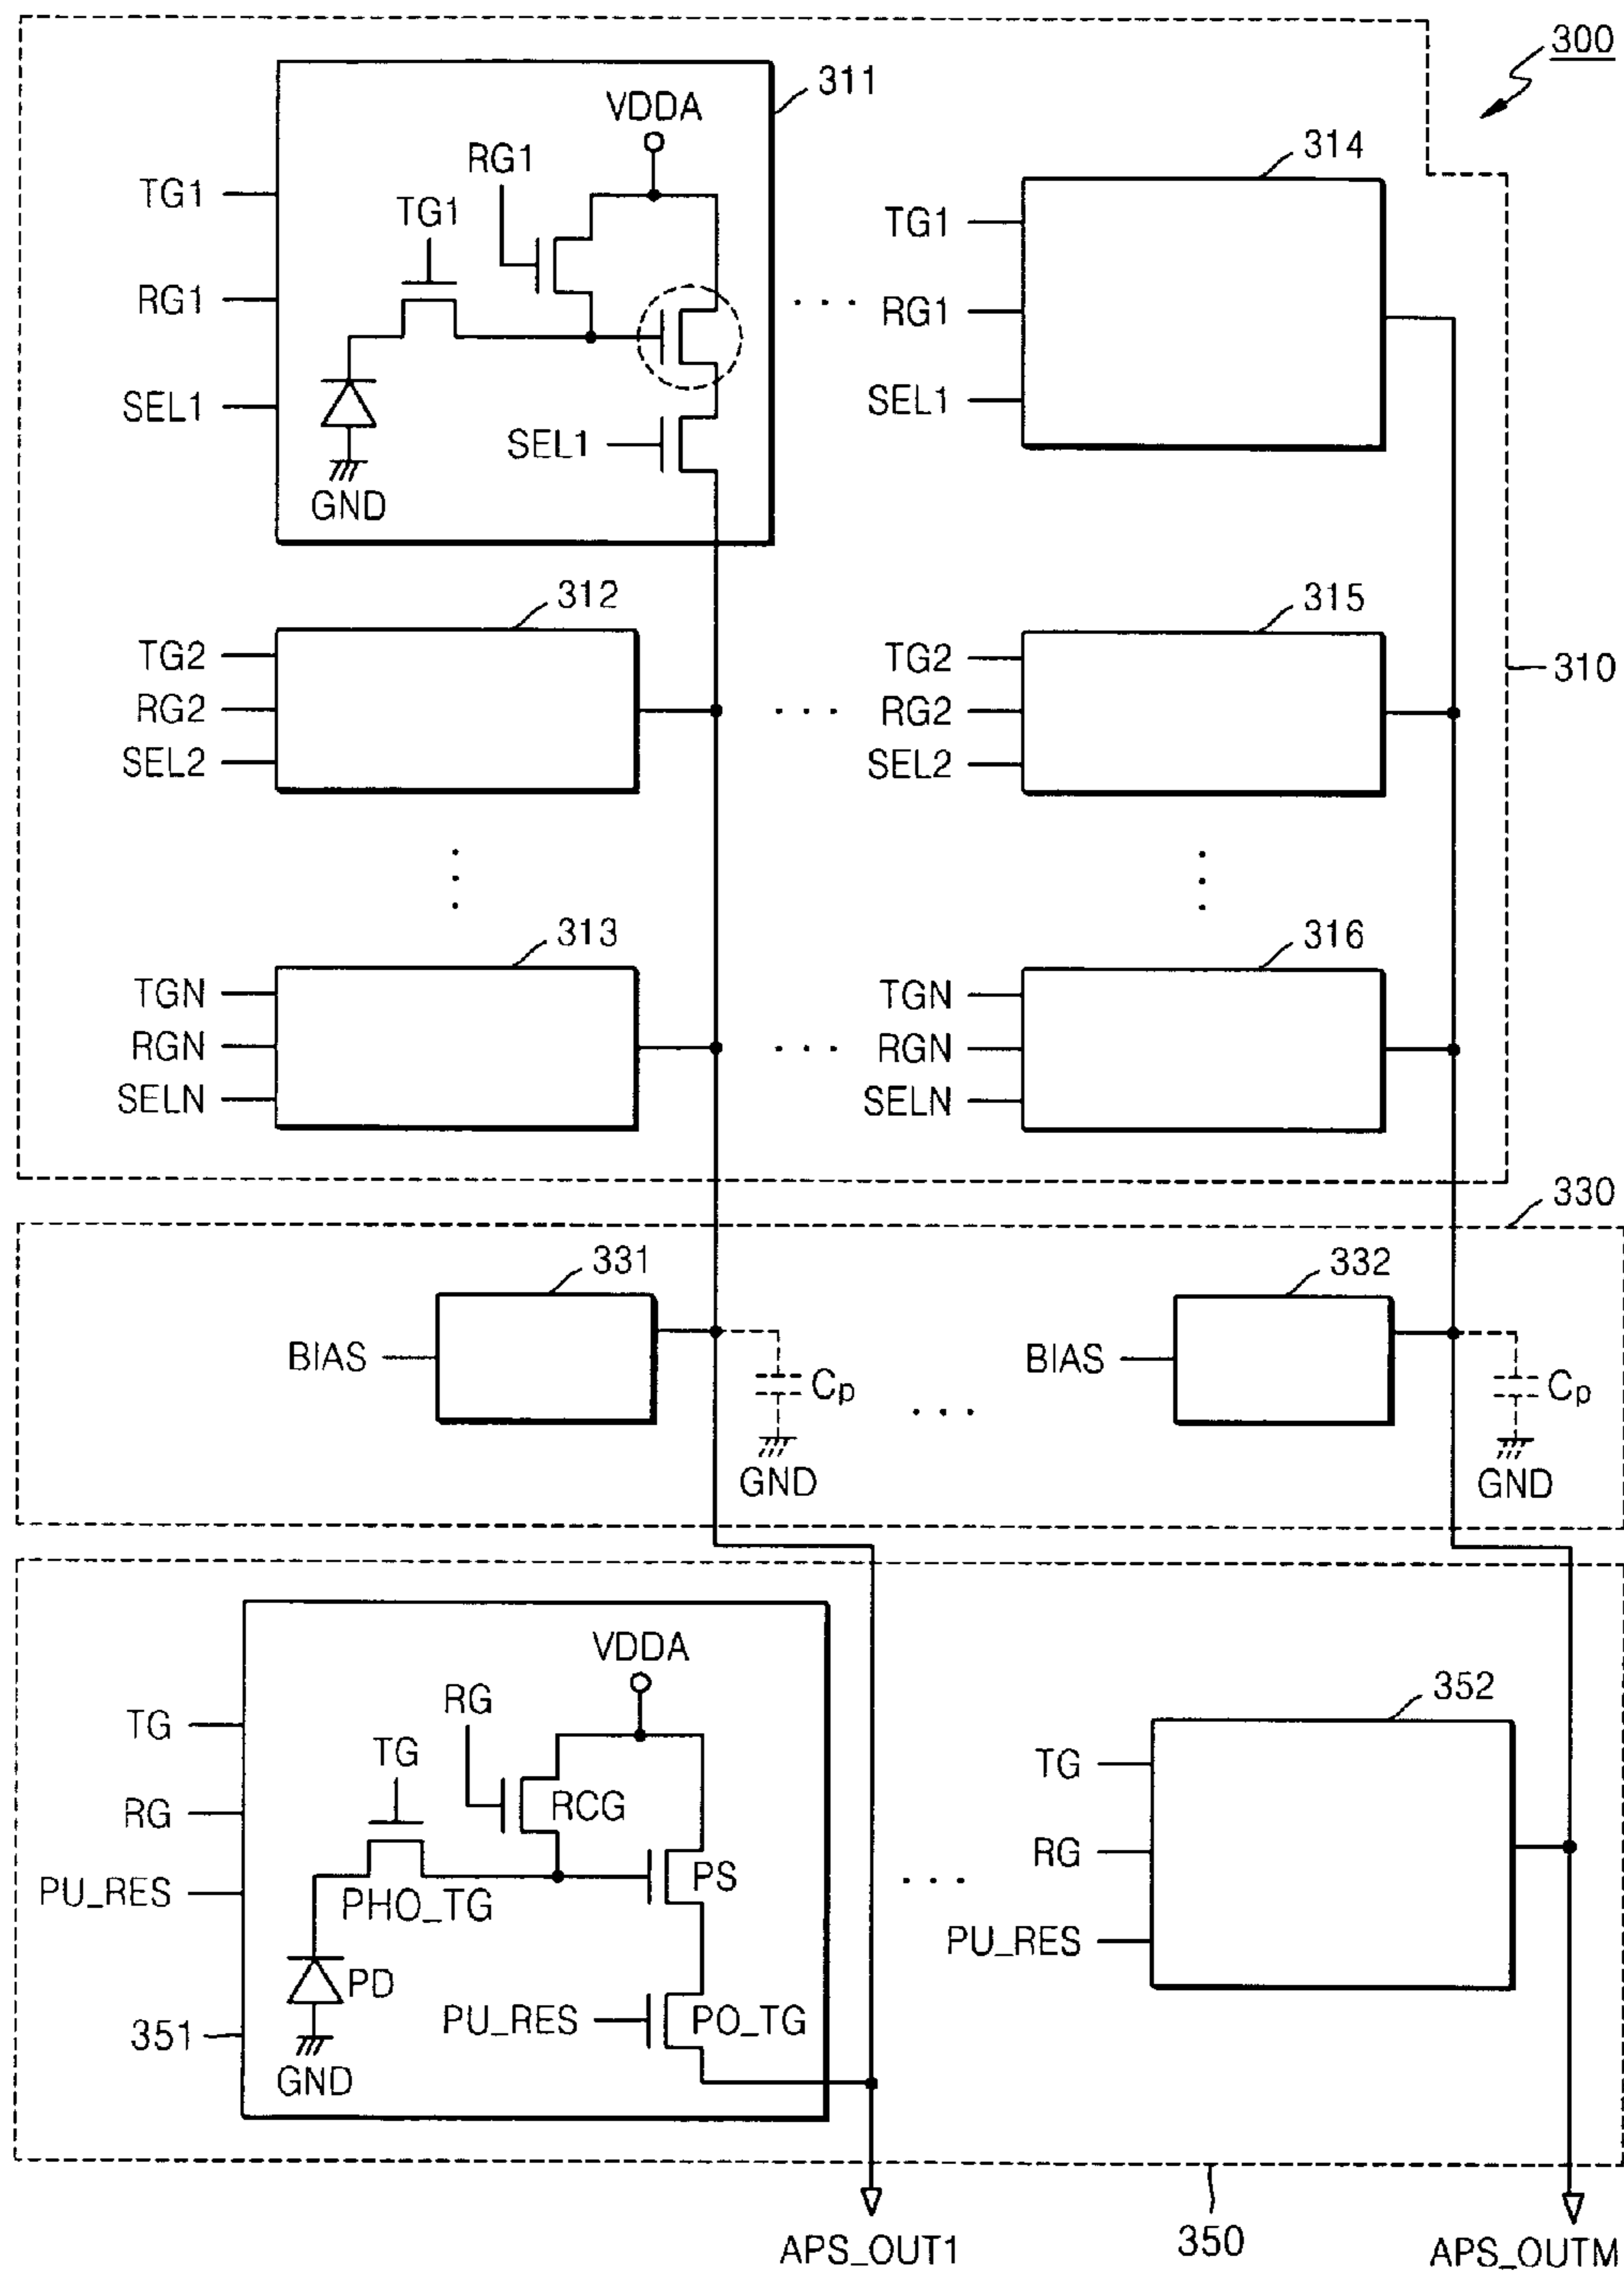 300
311
VDDA
RG1
314
TG1
TG1
TG1
RG1
RG1
SEL1
SEL1
SEL1
GND
312
315
TG2
TG2
RG2
RG2
310
SEL2
SEL2
313
316
TGN
TGN
RGN
RGN
SELN
SELN
330
331
332
BIAS
Cp
BIAS
Cp
GND
GND
VDDA
RG
352
TG
TG
TG
RG
RCG
RG
PS
PU_RES
PHO_TG
PU_RES
PD
PU_RES
PO_TG
351
GND
350
APS_OUT1
APS_OUTM